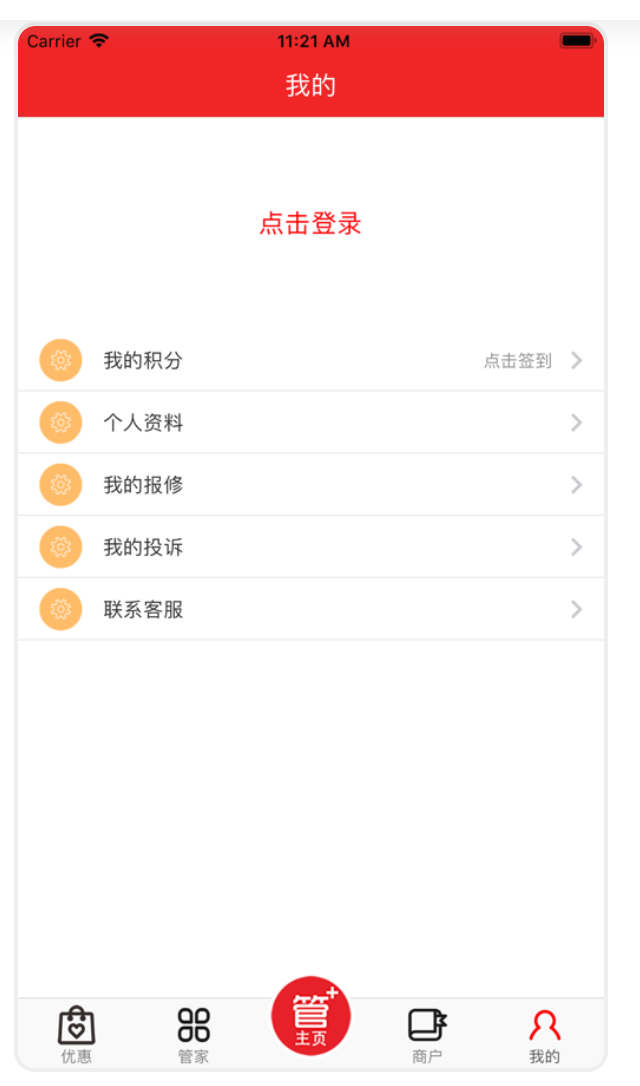 Carrier 11:21 AM
我的
点击登录
我的积分 点击签到
个人资料
我的报修
我的投诉
联系客服
管+
主页
优惠 管家 商户 我的